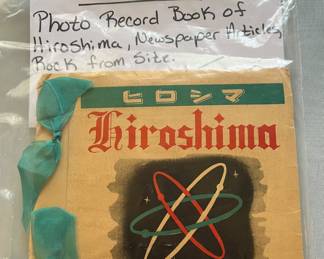 Photo Record Book of
Hiroshima, Newspaper Articles,
Rock from Site.
ヒロシマ
Hiroshima